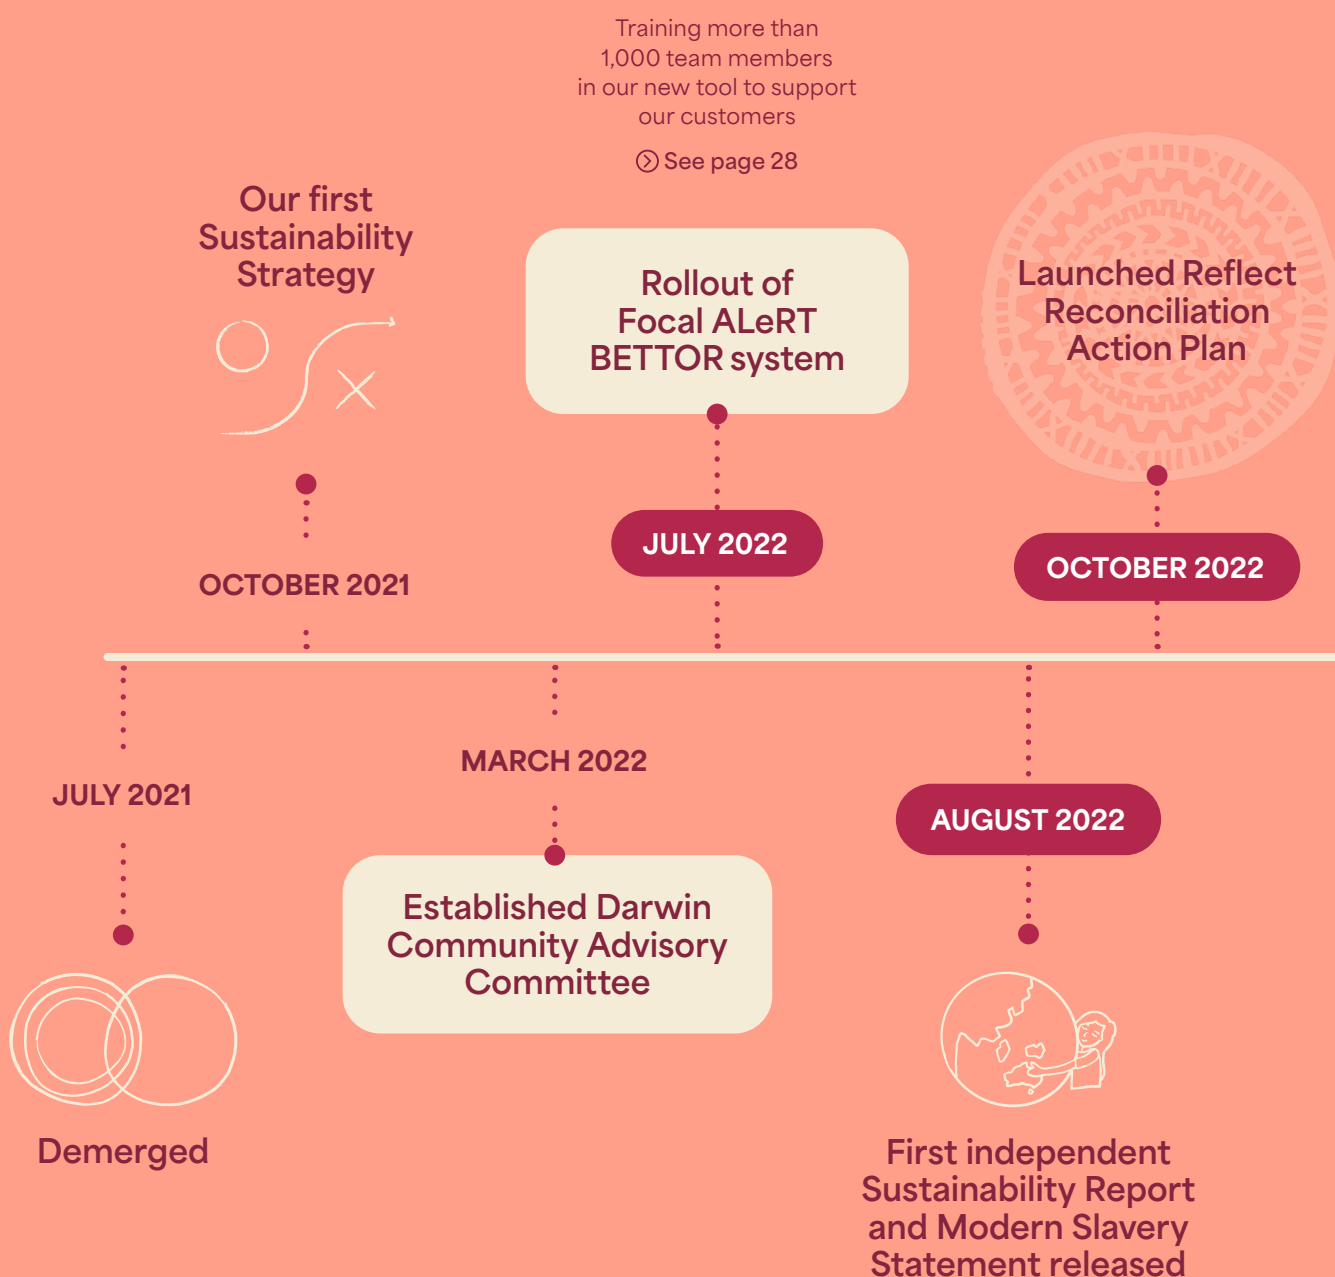 Training more than
1,000 team members
in our new tool to support
our customers
See page 28
Our first
Sustainability
Strategy
Rollout of
Focal ALeRT
BETTOR system
Launched Reflect
Reconciliation
Action Plan
OCTOBER 2021
JULY 2022
OCTOBER 2022
JULY 2021
MARCH 2022
AUGUST 2022
Demerged
Established Darwin
Community Advisory
Committee
First independent
Sustainability Report
and Modern Slavery
Statement released